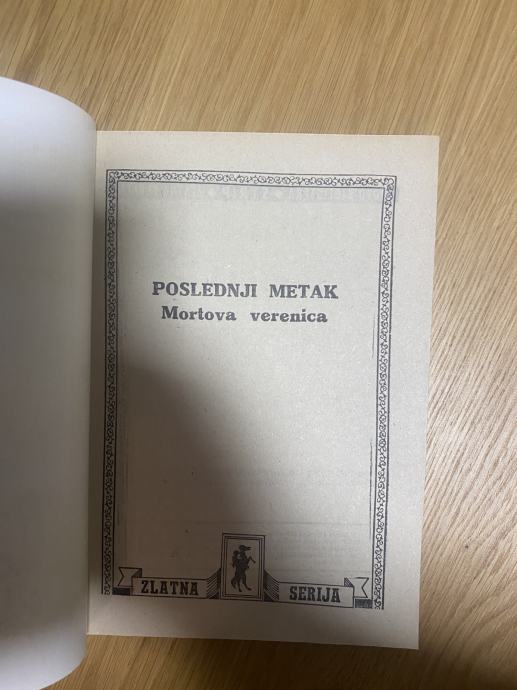 POSLEDNJI METAK
Mortova verenica
ZLATNA SERIJA